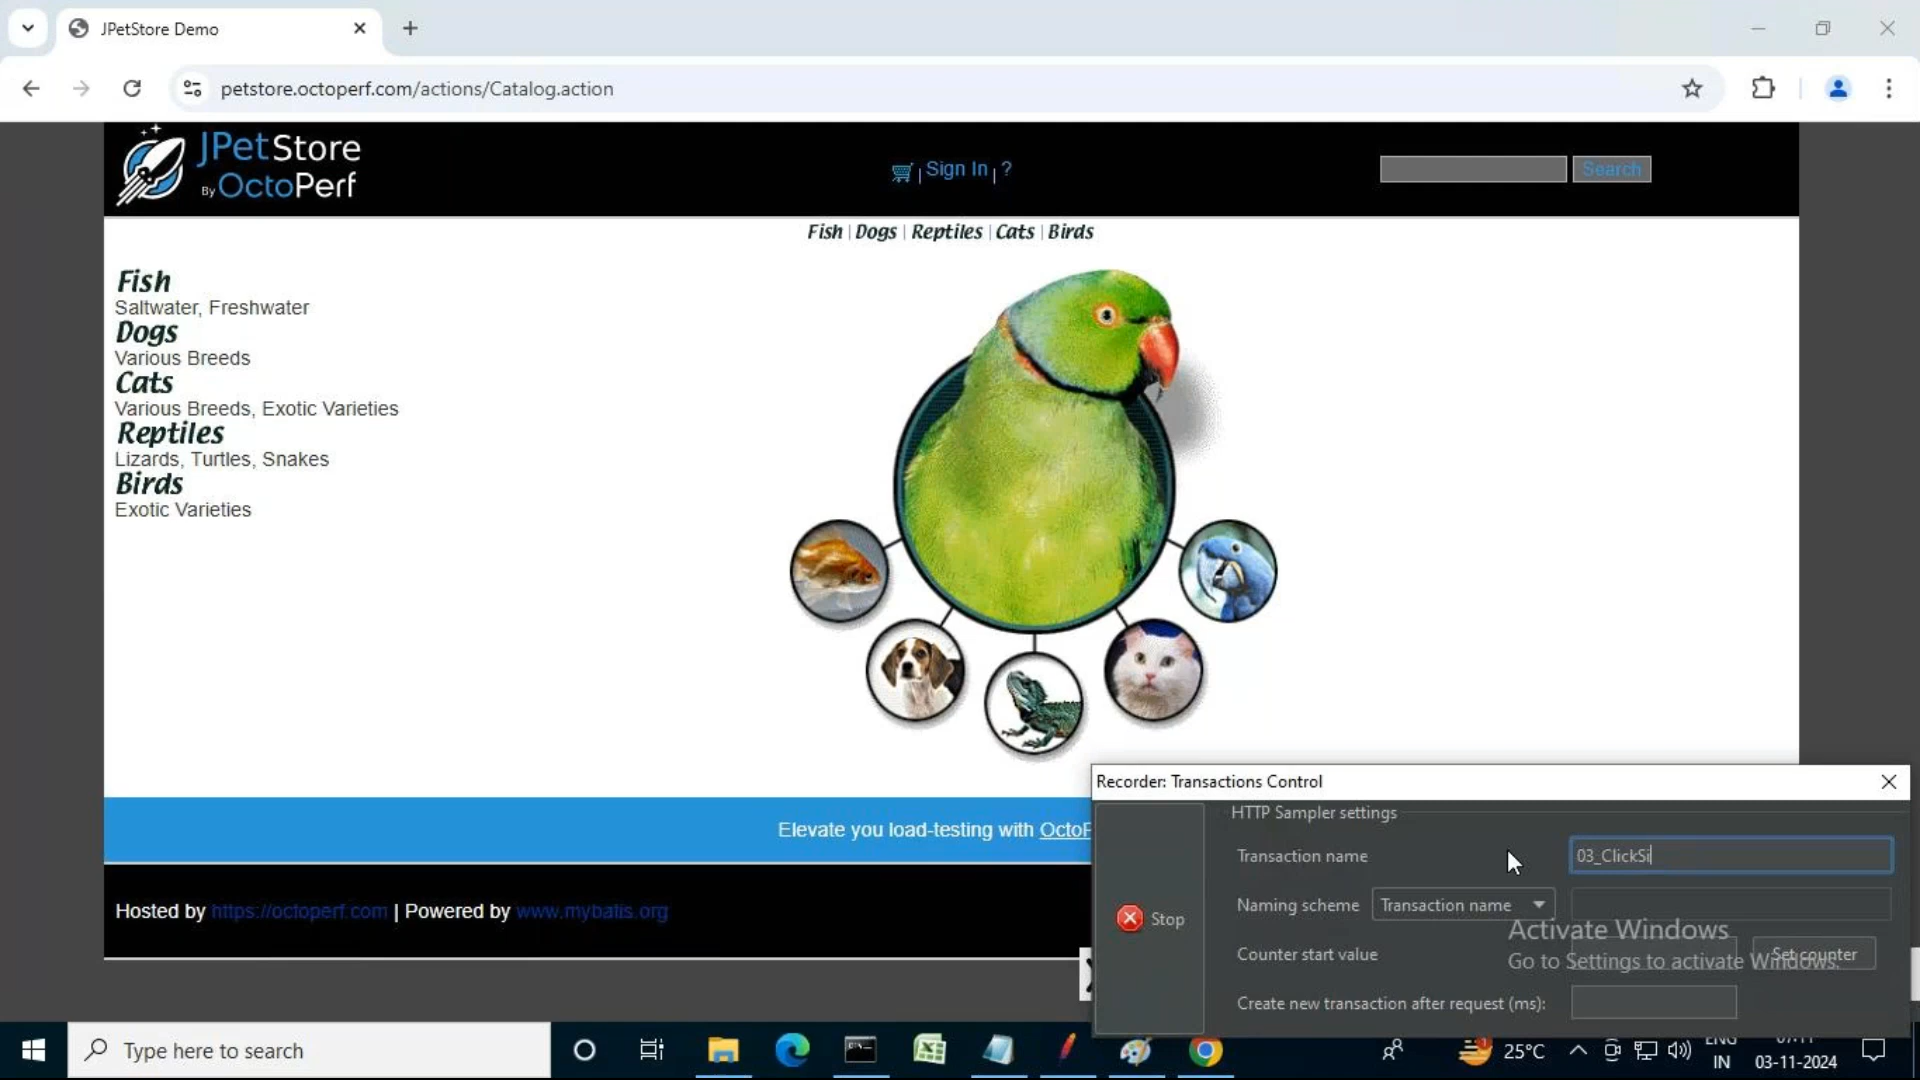 JPetStore Demo
petstore.octoperf.com/actions/Catalog.action
JPetStore
By OctoPerf
Sign In | ?
Search
Fish | Dogs | Reptiles | Cats | Birds
Fish
Saltwater, Freshwater
Dogs
Various Breeds
Cats
Various Breeds, Exotic Varieties
Reptiles
Lizards, Turtles, Snakes
Birds
Exotic Varieties
Elevate you load-testing with OctoP
Hosted by https://octoperf.com | Powered by www.mybatis.org
Recorder: Transactions Control
HTTP Sampler settings
Transaction name
03_ClickSi
Stop
Naming scheme
Transaction name
Counter start value
Set counter
Create new transaction after request (ms):
Activate Windows
Go to Settings to activate Windows.
Type here to search
25°C
ENG
IN
07:11
03-11-2024